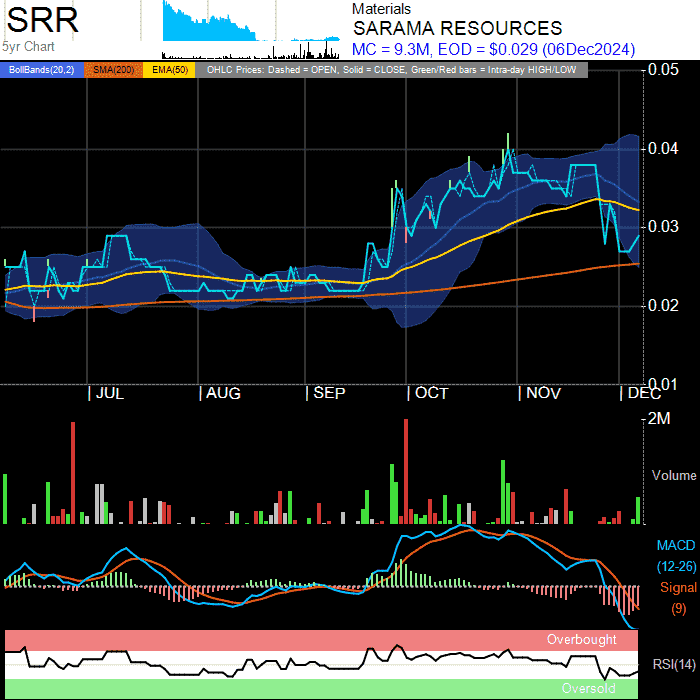 SRR
5yr Chart
Materials
SARAMA RESOURCES
MC = 9.3M, EOD = $0.029 (06Dec2024)
BollBands(20,2) SMA(200) EMA(50) OHLC Prices: Dashed = OPEN, Solid = CLOSE, Green/Red bars = Intra-day HIGH/LOW
0.05
0.04
0.03
0.02
0.01
| JUL | AUG | SEP | OCT | NOV | DEC
2M
Volume
MACD
(12-26)
Signal
(9)
Overbought
RSI(14)
Oversold